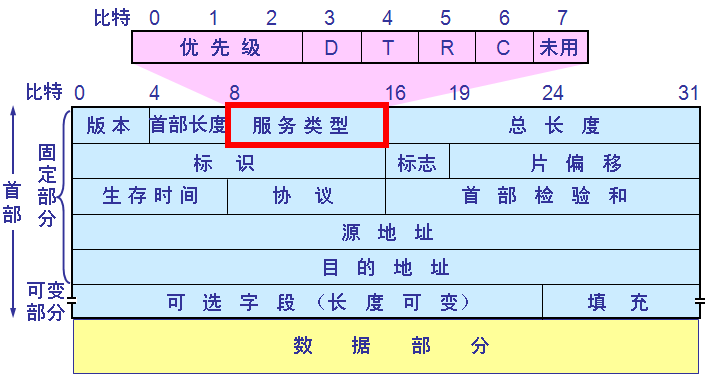 比特 0 1 2 3 4 5 6 7
优先级 D T R C 未用
比特 0 4 8 16 19 24 31
版本 首部长度 服务类型 总长度
标识 标志 片偏移
生存时间 协议 首部检验和
源地址
目的地址
可选字段（长度可变） 填充
数据部分
首部
固定部分
可变
部分